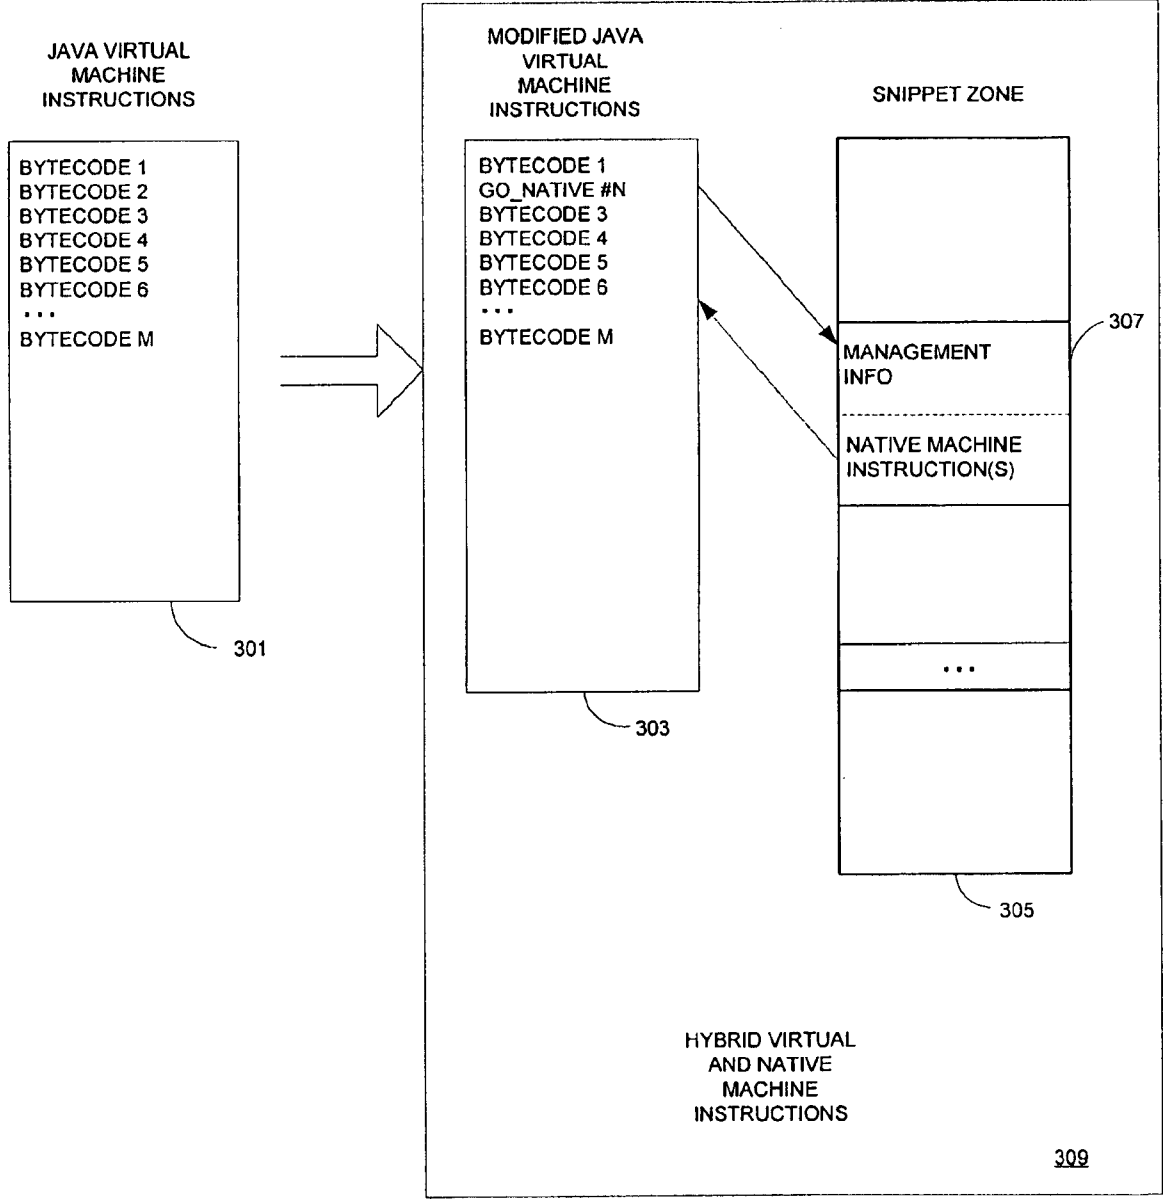 JAVA VIRTUAL
MACHINE
INSTRUCTIONS
BYTECODE 1
BYTECODE 2
BYTECODE 3
BYTECODE 4
BYTECODE 5
BYTECODE 6
...
BYTECODE M
301
MODIFIED JAVA
VIRTUAL
MACHINE
INSTRUCTIONS
BYTECODE 1
GO_NATIVE #N
BYTECODE 3
BYTECODE 4
BYTECODE 5
BYTECODE 6
...
BYTECODE M
303
SNIPPET ZONE
MANAGEMENT
INFO
NATIVE MACHINE
INSTRUCTION(S)
...
307
305
HYBRID VIRTUAL
AND NATIVE
MACHINE
INSTRUCTIONS
309